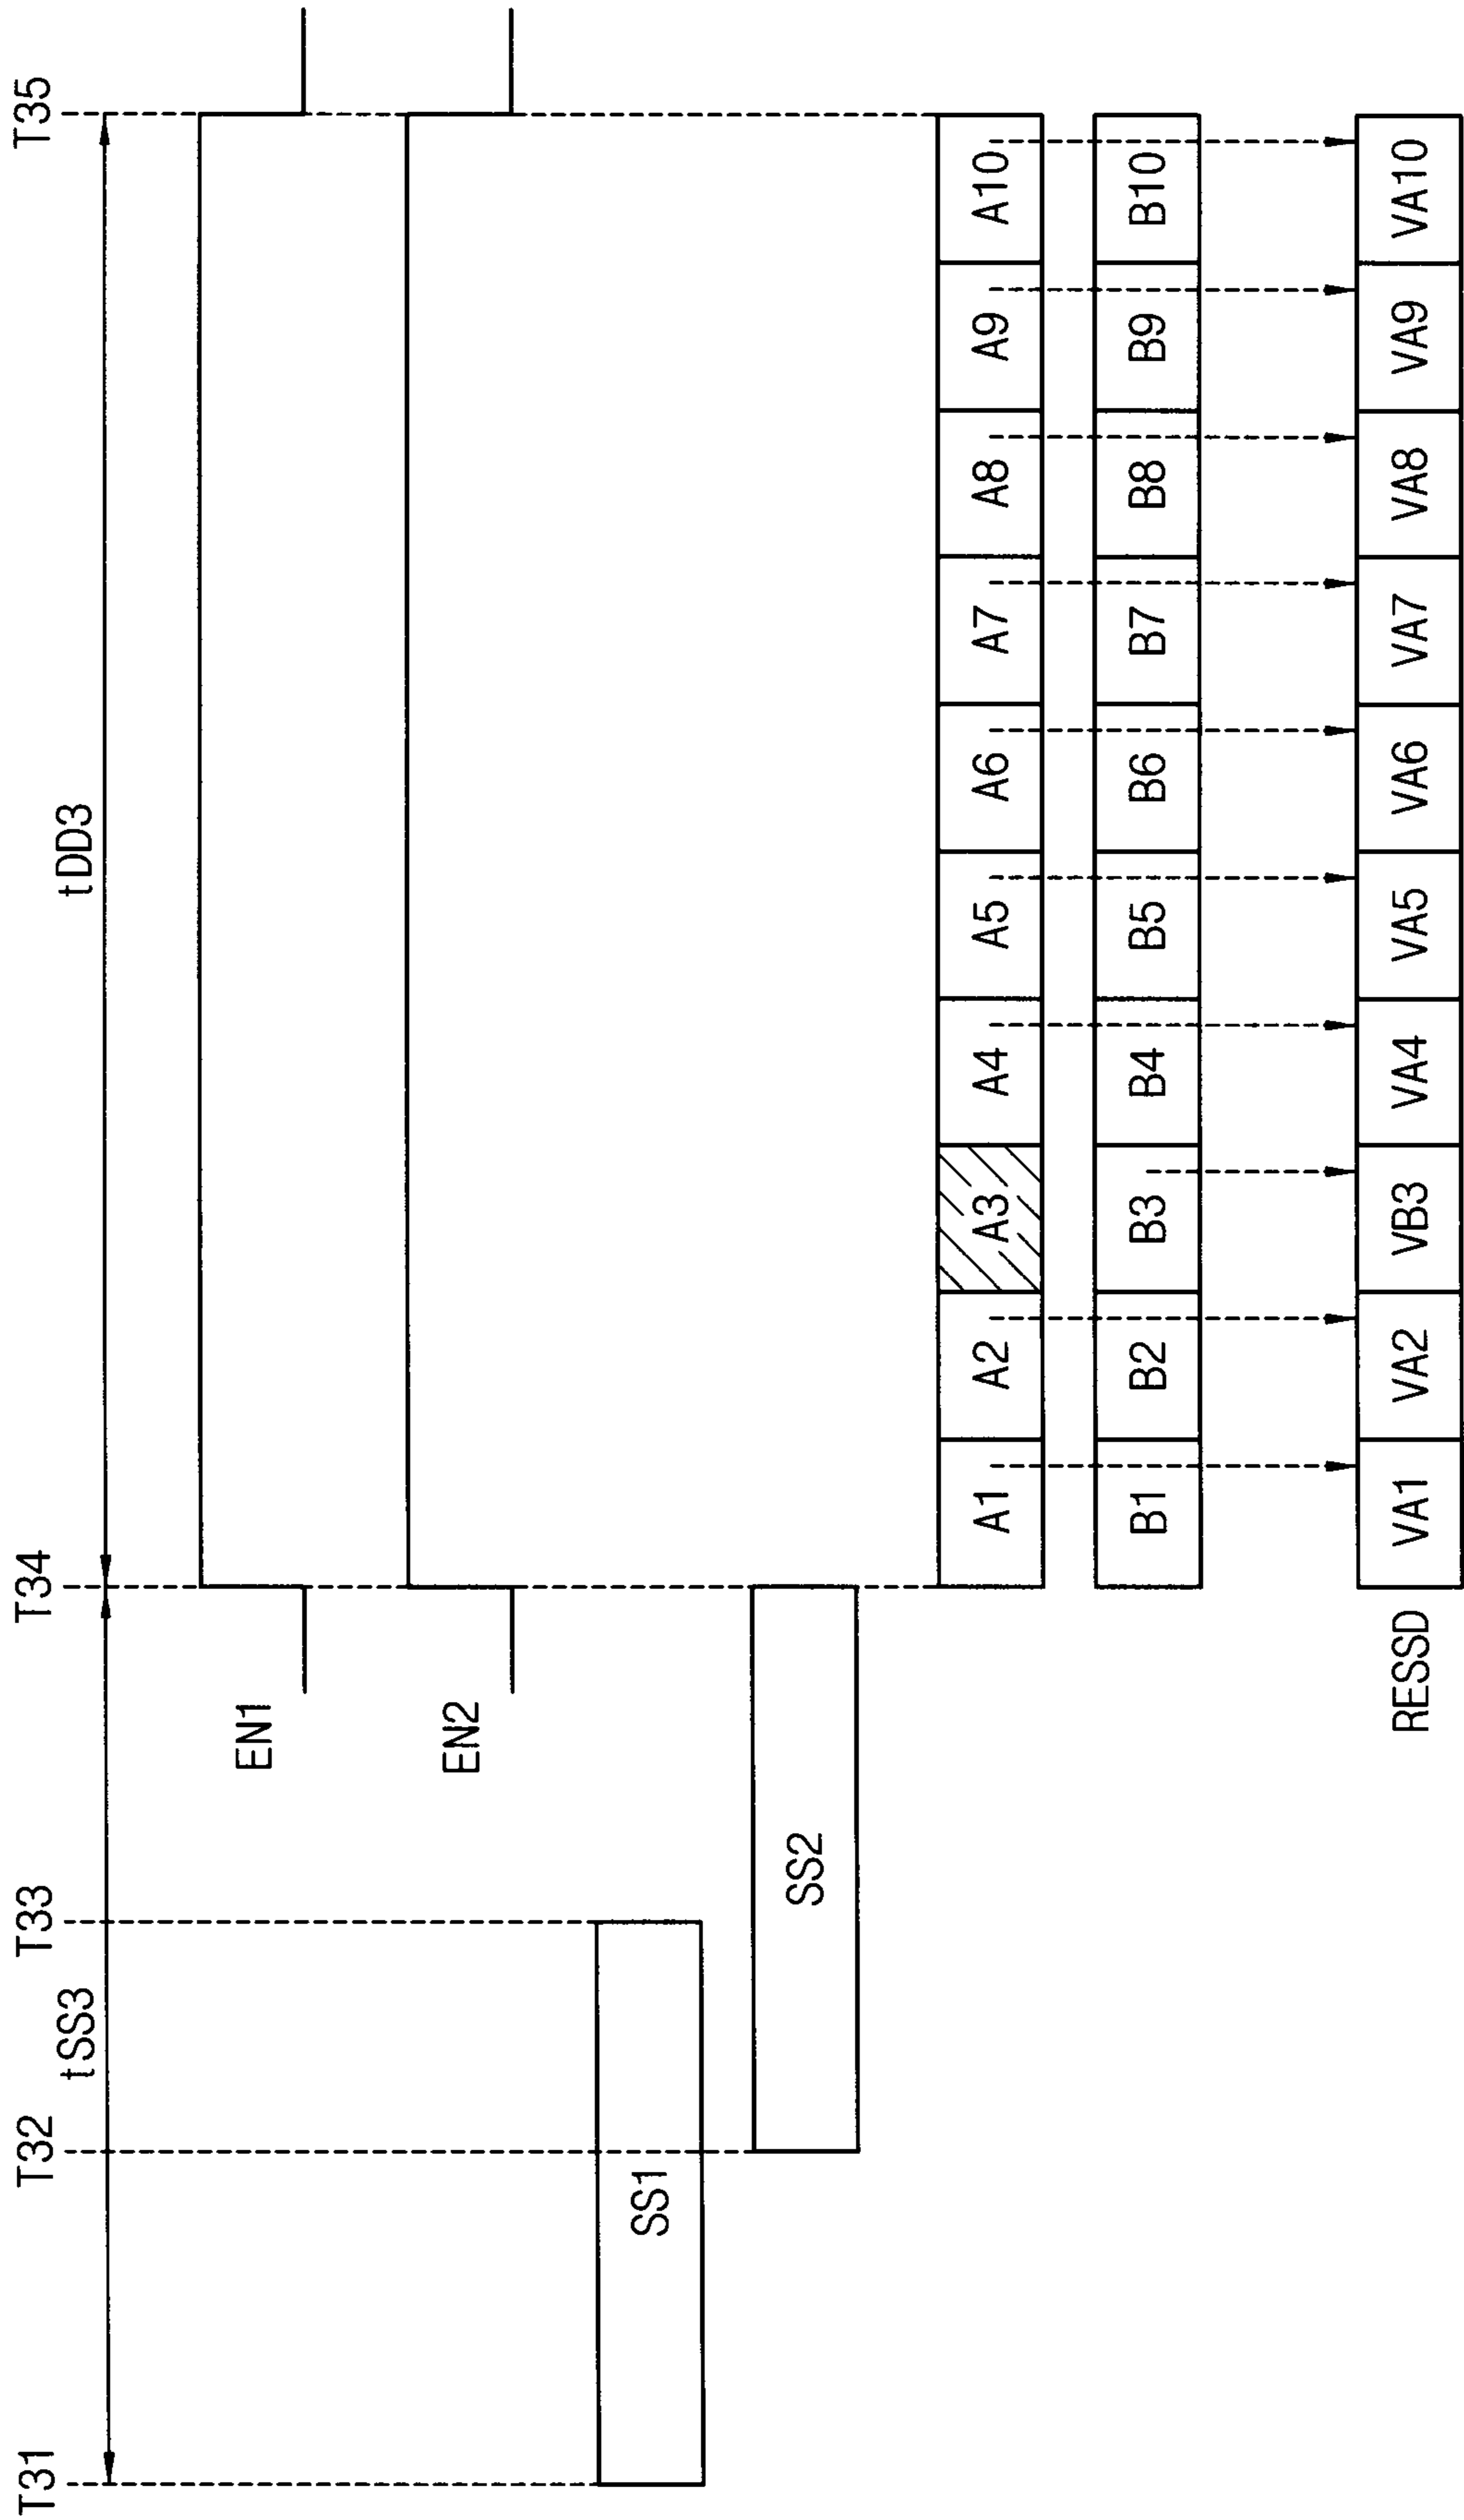 T31 T32 T33 T34 T35
tSS3 tDD3
EN1
EN2
SS1
SS2
A1 A2 A3 A4 A5 A6 A7 A8 A9 A10
B1 B2 B3 B4 B5 B6 B7 B8 B9 B10
RESSD VA1 VA2 VB3 VA4 VA5 VA6 VA7 VA8 VA9 VA10